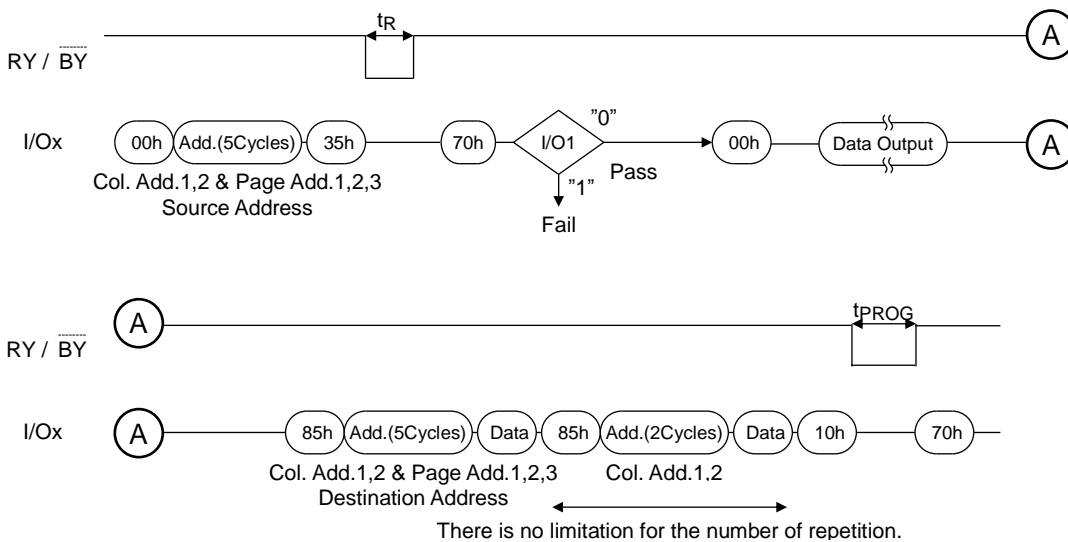 tR
RY / BY
A
I/Ox
00h Add.(5Cycles) 35h 70h I/O1 "0" 00h Data Output A
Pass
"1"
Col. Add.1,2 & Page Add.1,2,3
Source Address
Fail
A
tPROG
RY / BY
I/Ox
A 85h Add.(5Cycles) Data 85h Add.(2Cycles) Data 10h 70h
Col. Add.1,2 & Page Add.1,2,3 Col. Add.1,2
Destination Address
There is no limitation for the number of repetition.